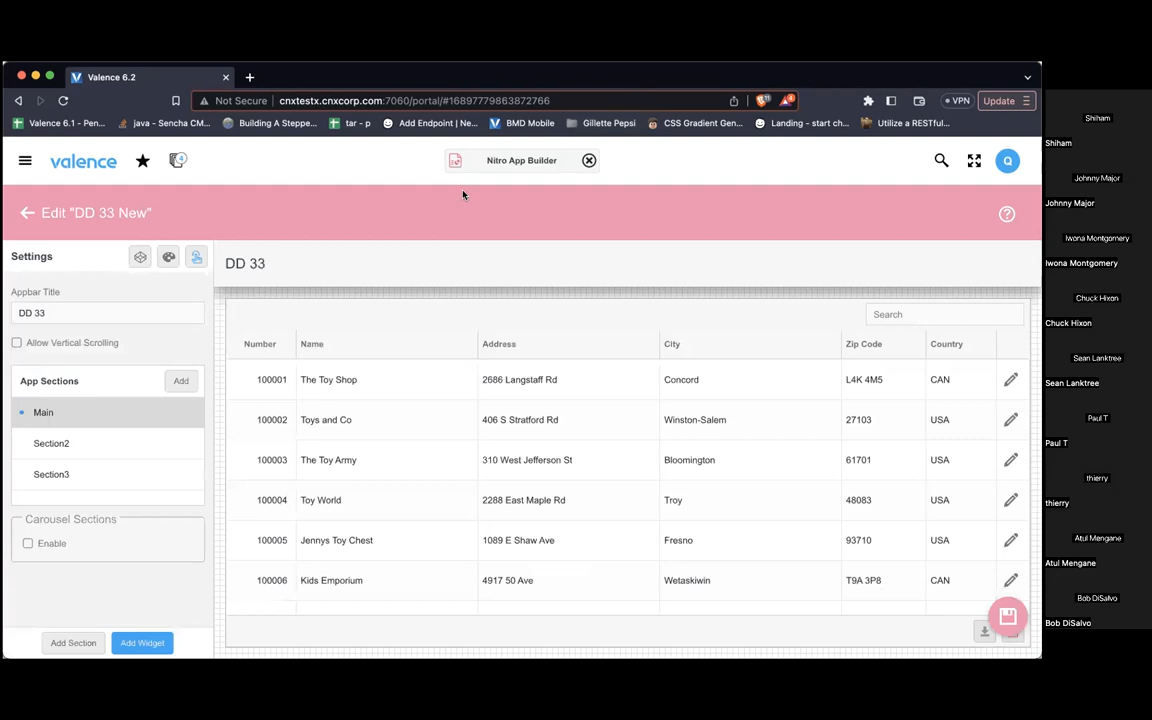 Valence 6.2
Not Secure cnxtestx.cnxcorp.com:7060/portal/#16897779863872766
VPN
Update
Valence 6.1 - Pen...
java - Sencha CM...
Building A Steppe...
tar - p
Add Endpoint | Ne...
BMD Mobile
Gillette Pepsi
CSS Gradient Gen...
Landing - start ch...
Utilize a RESTful...
valence
Nitro App Builder
Q
Edit "DD 33 New"
Settings
DD 33
Appbar Title
DD 33
Allow Vertical Scrolling
App Sections
Add
Main
Section2
Section3
Carousel Sections
Enable
Add Section
Add Widget
Search
Number Name Address City Zip Code Country
100001 The Toy Shop 2686 Langstaff Rd Concord L4K 4M5 CAN
100002 Toys and Co 406 S Stratford Rd Winston-Salem 27103 USA
100003 The Toy Army 310 West Jefferson St Bloomington 61701 USA
100004 Toy World 2288 East Maple Rd Troy 48083 USA
100005 Jennys Toy Chest 1089 E Shaw Ave Fresno 93710 USA
100006 Kids Emporium 4917 50 Ave Wetaskiwin T9A 3P8 CAN
Shiham
Shiham
Johnny Major
Johnny Major
Iwona Montgomery
Iwona Montgomery
Chuck Hixon
Chuck Hixon
Sean Lanktree
Sean Lanktree
Paul T
Paul T
thierry
thierry
Atul Mengane
Atul Mengane
Bob DiSalvo
Bob DiSalvo